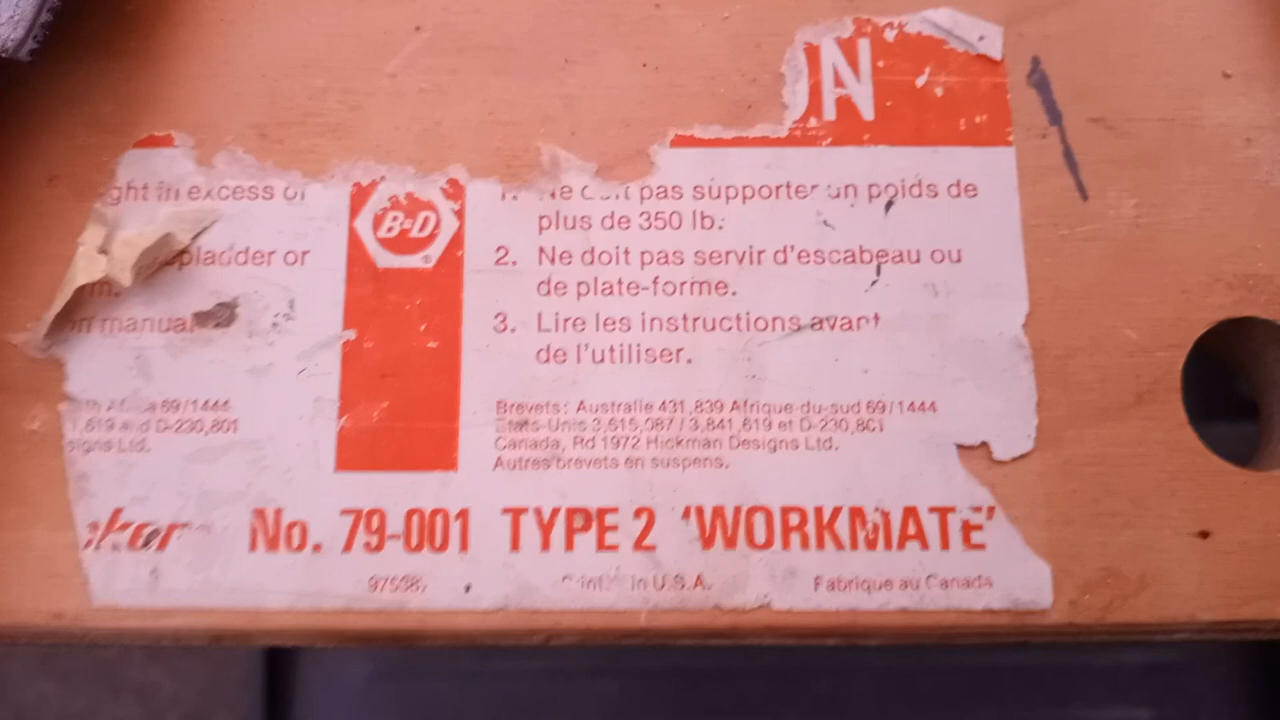 ON
ght in excess of
pladder or
m.
n manual
69/1444
1,619 and D-230,801
signs Ltd.
B&D
®
1. Ne doit pas supporter un poids de
plus de 350 lb.
2. Ne doit pas servir d'escabeau ou
de plate-forme.
3. Lire les instructions avant
de l'utiliser.
Brevets: Australie 431,839 Afrique-du-sud 69/1444
États-Unis 3,615,087 / 3,841,619 et D-230,801
Canada, Rd 1972 Hickman Designs Ltd.
Autres brevets en suspens.
ker No. 79-001 TYPE 2 'WORKMATE'
in U.S.A. Fabrique au Canada